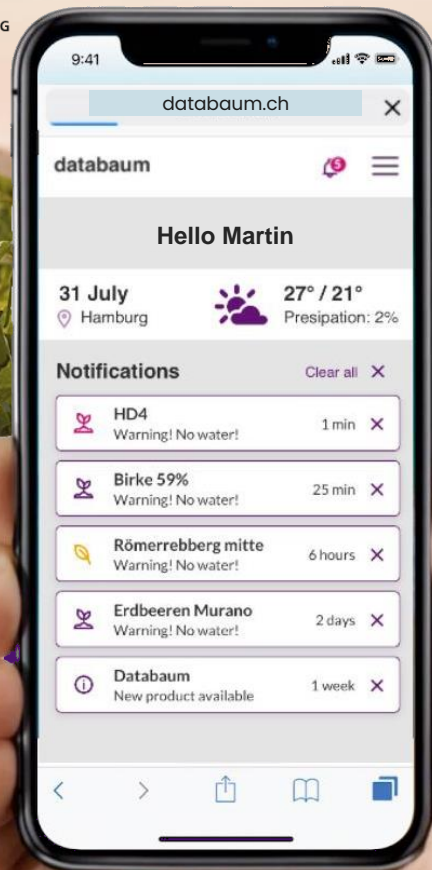 G
9:41
databaum.ch
databaum
5
Hello Martin
31 July
27° / 21°
Hamburg
Presipation: 2%
Notifications
Clear all
HD4
1 min
Warning! No water!
Birke 59%
25 min
Warning! No water!
Römerrebberg mitte
6 hours
Warning! No water!
Erdbeeren Murano
2 days
Warning! No water!
Databaum
1 week
New product available